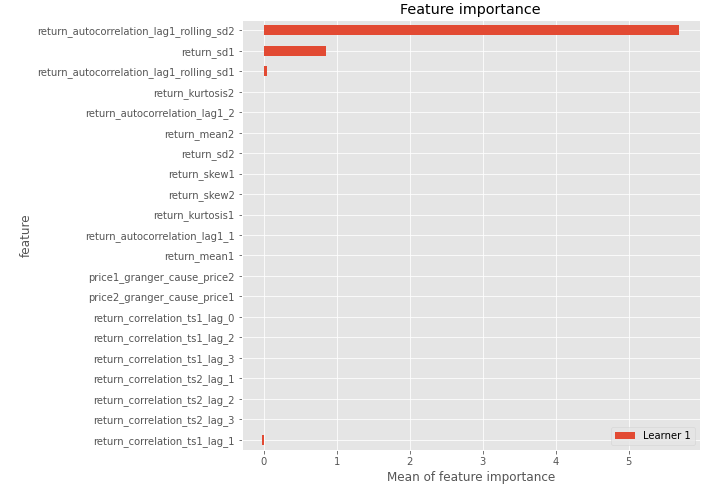 Feature importance
return_autocorrelation_lag1_rolling_sd2
return_sd1
return_autocorrelation_lag1_rolling_sd1
return_kurtosis2
return_autocorrelation_lag1_2
return_mean2
return_sd2
return_skew1
return_skew2
return_kurtosis1
return_autocorrelation_lag1_1
return_mean1
price1_granger_cause_price2
price2_granger_cause_price1
return_correlation_ts1_lag_0
return_correlation_ts1_lag_2
return_correlation_ts1_lag_3
return_correlation_ts2_lag_1
return_correlation_ts2_lag_2
return_correlation_ts2_lag_3
return_correlation_ts1_lag_1
feature
Learner 1
0 1 2 3 4 5
Mean of feature importance